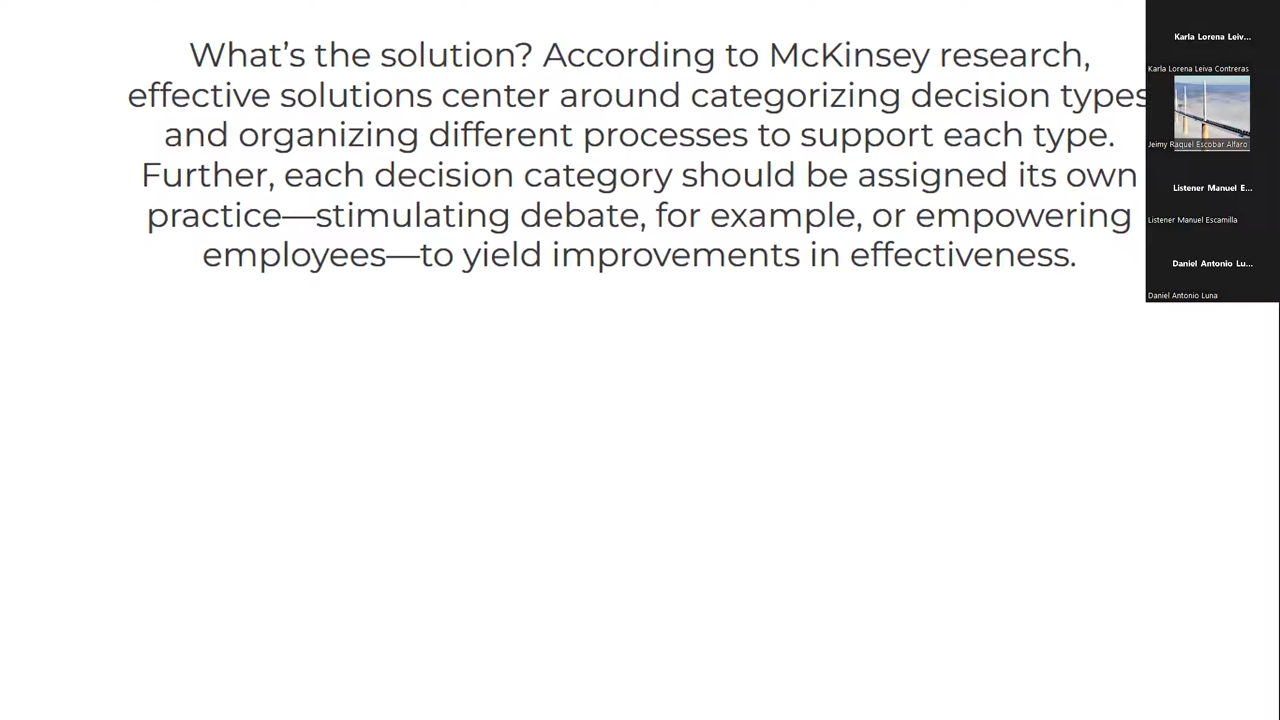 What’s the solution? According to McKinsey research,
effective solutions center around categorizing decision types
and organizing different processes to support each type.
Further, each decision category should be assigned its own
practice—stimulating debate, for example, or empowering
employees—to yield improvements in effectiveness.
Karla Lorena Leiv...
Karla Lorena Leiva Contreras
Jeimy Raquel Escobar Alfaro
Listener Manuel E...
Listener Manuel Escamilla
Daniel Antonio Lu...
Daniel Antonio Luna